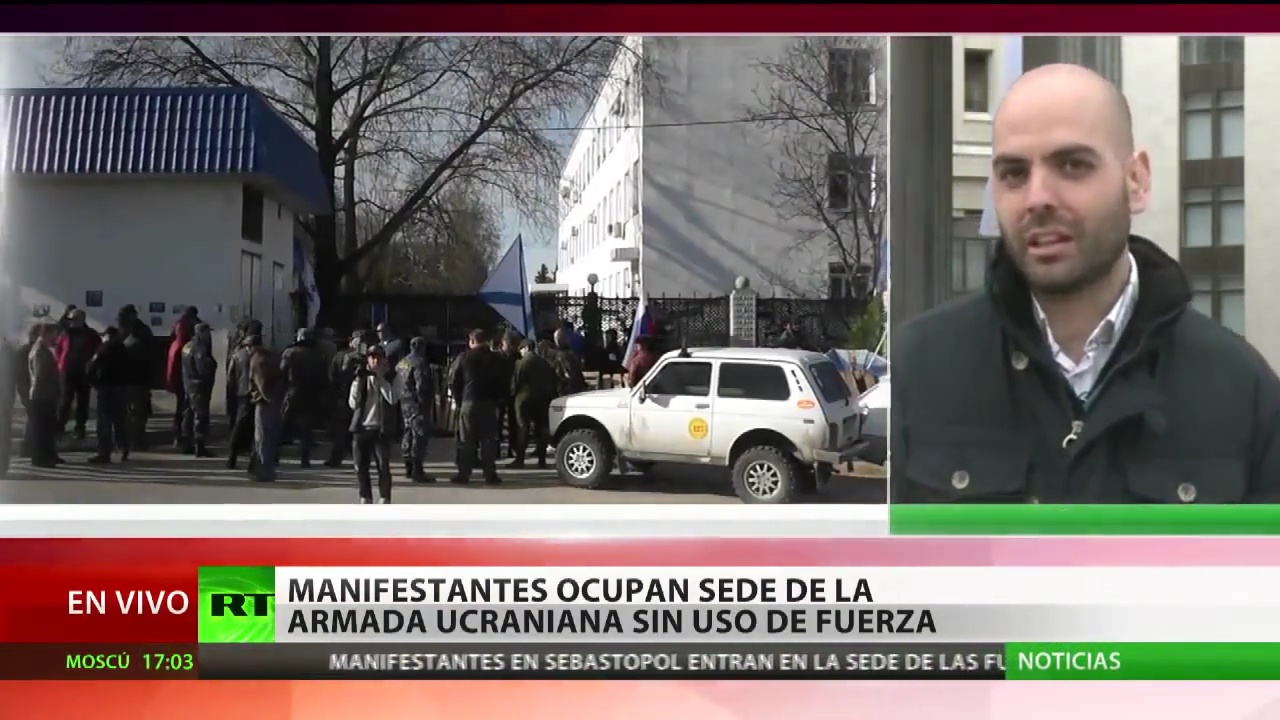 EN VIVO
RT
MANIFESTANTES OCUPAN SEDE DE LA
ARMADA UCRANIANA SIN USO DE FUERZA
MOSCÚ 17:03
MANIFESTANTES EN SEBASTOPOL ENTRAN EN LA SEDE DE LAS FU
NOTICIAS